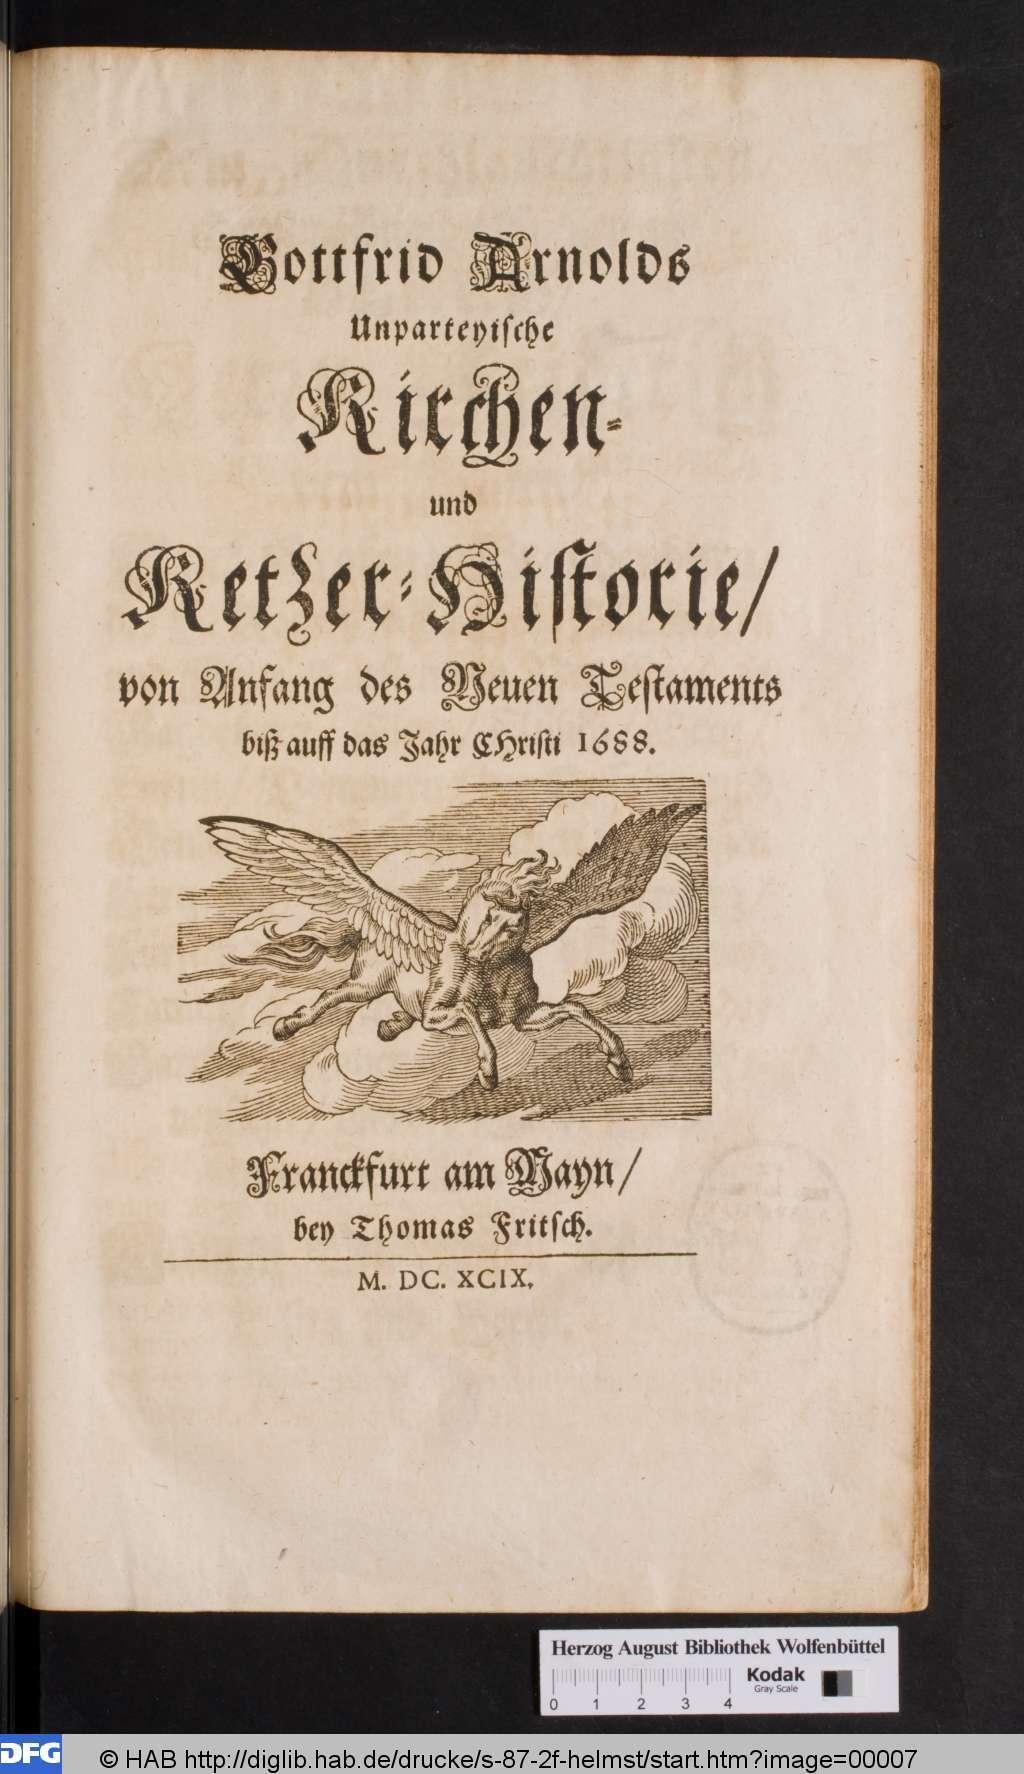 Gottfrid Arnolds
Unparteyiſche
Kirchen-
und
Ketzer-Hiſtorie/
von Anfang des Neuen Teſtaments
biß auff das Jahr CHriſti 1688.
Franckfurt am Mayn/
bey Thomas Fritſch.
M. DC. XCIX.
Herzog August Bibliothek Wolfenbüttel
Kodak
Gray Scale
0 1 2 3 4
DFG © HAB http://diglib.hab.de/drucke/s-87-2f-helmst/start.htm?image=00007